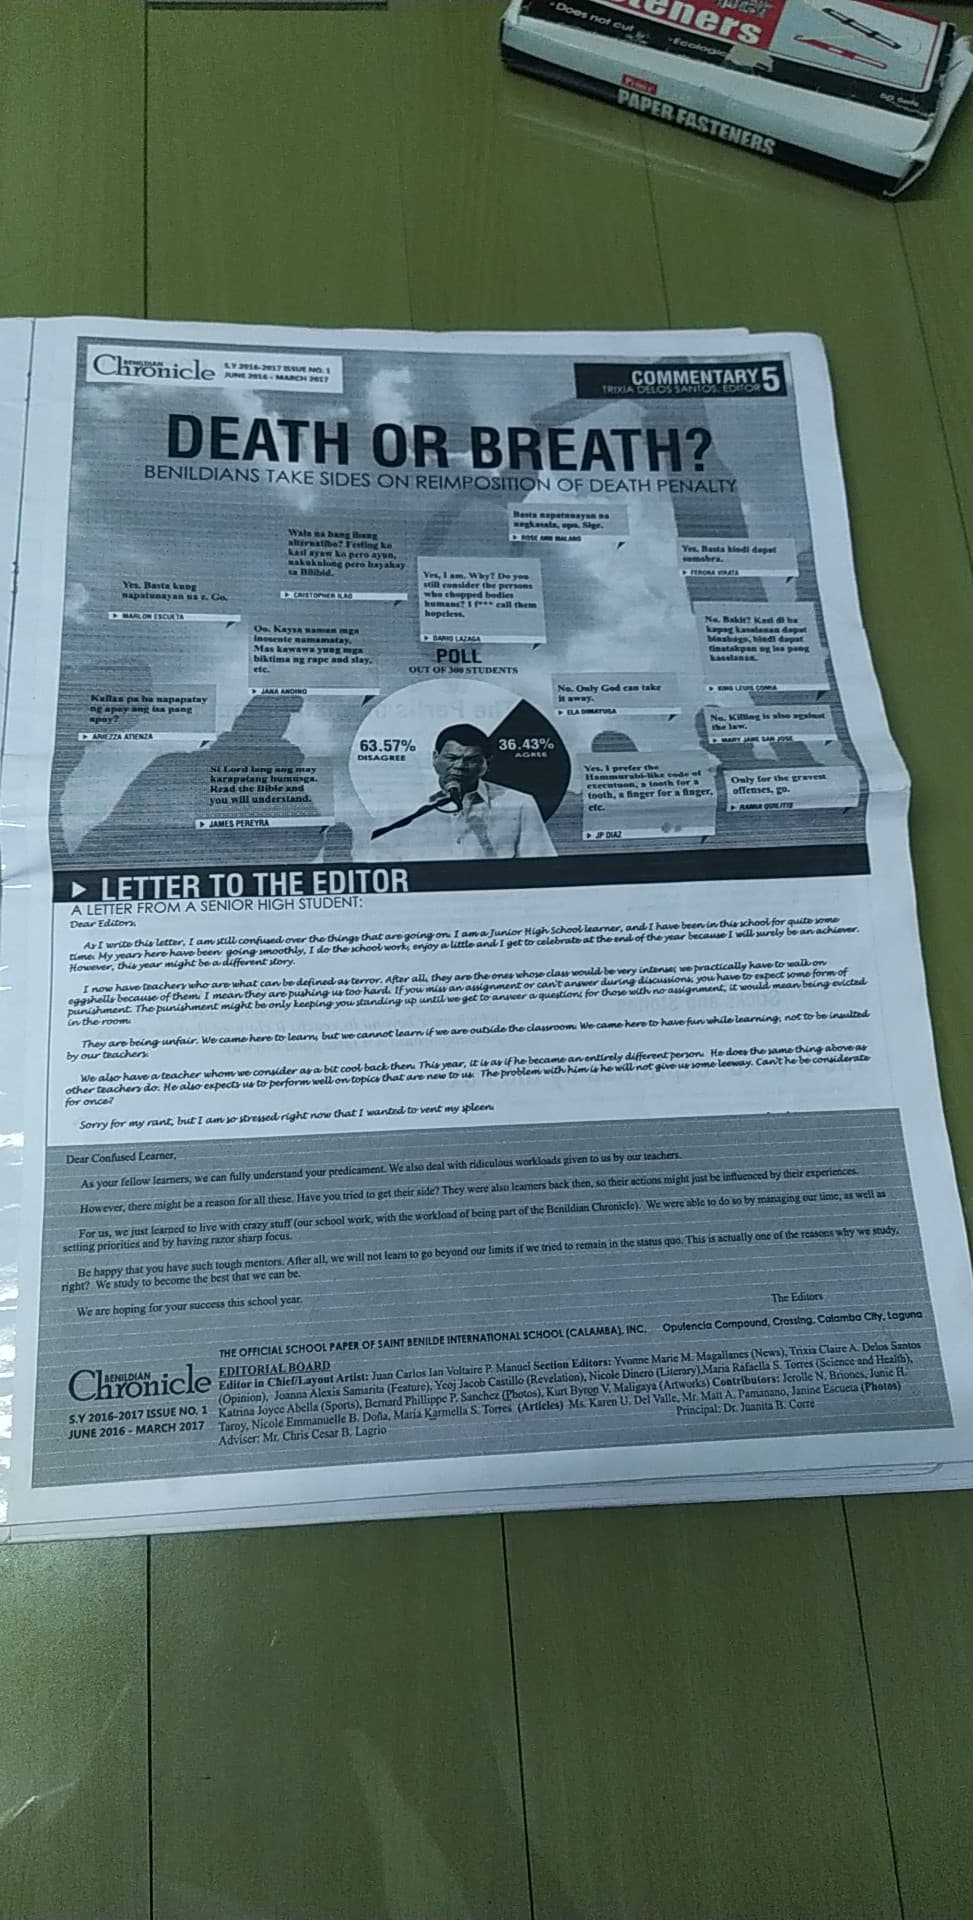 teners
• Does not cut
PAPER FASTENERS
BENILDIAN
Chronicle
S.Y 2016-2017 ISSUE NO. 1
JUNE 2016 - MARCH 2017
COMMENTARY 5
TRIXIA DELOS SANTOS, EDITOR
DEATH OR BREATH?
BENILDIANS TAKE SIDES ON REIMPOSITION OF DEATH PENALTY
Basta napatunayan na
nagkasala, opo. Sige.
Wala na bang ibang
alternatibo? Feeling ko
kasi ayaw ko pero ayun,
nakukulong pero hayahay
sa Bilibid.
▶ CRISTOPHER ILAO
Yes. Basta hindi dapat
sumobra.
▶ FERONA VIRATA
Yes, I am. Why? Do you
still consider the persons
who chopped bodies
humans? I f*** call them
hopeless.
▶ DARIO LAZAGA
Yes. Basta kung
napatunayan na e. Go.
▶ MARLON ESCUETA
Oo. Kaysa naman mga
inosente namamatay.
Mas kawawa yung mga
biktima ng rape and slay,
etc.
▶ JANA ANDINO
No. Bakit? Kasi di ba
kapag kasalanan dapat
binabago, hindi dapat
tinatakpan ng isa pang
kasalanan.
POLL
OUT OF 300 STUDENTS
No. Only God can take
it away.
▶ ELA DIMAYUGA
Kailan pa ba napapatay
ng apoy ang isa pang
apoy?
▶ ARIEZZA ATIENZA
No. Killing is also against
the law.
▶ MARY JANE SAN JOSE
63.57%
DISAGREE
36.43%
AGREE
Si Lord lang ang may
karapatang humusga.
Read the Bible and
you will understand.
▶ JAMES PEREYRA
Yes. I prefer the
Hammurabi-like code of
execution, a tooth for a
tooth, a finger for a finger,
etc.
▶ JP DIAZ
Only for the gravest
offenses, go.
▶ LETTER TO THE EDITOR
A LETTER FROM A SENIOR HIGH STUDENT:
Dear Editors,
As I write this letter, I am still confused over the things that are going on. I am a Junior High School learner, and I have been in this school for quite some
time. My years here have been going smoothly, I do the school work, enjoy a little and I get to celebrate at the end of the year because I will surely be an achiever.
However, this year might be a different story.
I now have teachers who are what can be defined as terror. After all, they are the ones whose class would be very intense; we practically have to walk on
eggshells because of them. I mean they are pushing us too hard. If you miss an assignment or can't answer during discussions, you have to expect some form of
punishment. The punishment might be only keeping you standing up until we get to answer a question; for those with no assignment, it would mean being evicted
in the room.
They are being unfair. We came here to learn, but we cannot learn if we are outside the classroom. We came here to have fun while learning, not to be insulted
by our teachers.
We also have a teacher whom we consider as a bit cool back then. This year, it is as if he became an entirely different person. He does the same thing above as
other teachers do. He also expects us to perform well on topics that are new to us. The problem with him is he will not give us some leeway. Can't he be considerate
for once?
Sorry for my rant, but I am so stressed right now that I wanted to vent my spleen.
Dear Confused Learner,
As your fellow learners, we can fully understand your predicament. We also deal with ridiculous workloads given to us by our teachers.
However, there might be a reason for all these. Have you tried to get their side? They were also learners back then, so their actions might just be influenced by their experiences.
For us, we just learned to live with crazy stuff (our school work, with the workload of being part of the Benildian Chronicle). We were able to do so by managing our time, as well as
setting priorities and by having razor sharp focus.
Be happy that you have such tough mentors. After all, we will not learn to go beyond our limits if we tried to remain in the status quo. This is actually one of the reasons why we study,
right? We study to become the best that we can be.
We are hoping for your success this school year.
The Editors
THE OFFICIAL SCHOOL PAPER OF SAINT BENILDE INTERNATIONAL SCHOOL (CALAMBA), INC. Opulencia Compound, Crossing, Calamba City, Laguna
BENILDIAN
Chronicle
S.Y 2016-2017 ISSUE NO. 1
JUNE 2016 - MARCH 2017
EDITORIAL BOARD
Editor in Chief/Layout Artist: Juan Carlos Ian Voltaire P. Manuel Section Editors: Yvonne Marie M. Magallanes (News), Trixia Claire A. Delos Santos
(Opinion), Joanna Alexis Samarita (Feature), Yeoj Jacob Castillo (Revelation), Nicole Dinero (Literary),Maria Rafaella S. Torres (Science and Health),
Katrina Joyce Abella (Sports), Bernard Phillippe P. Sanchez (Photos), Kurt Byron V. Maligaya (Artworks) Contributors: Jerolle N. Briones, Junie R.
Taroy, Nicole Emmanuelle B. Doña, Maria Karmella S. Torres (Articles) Ms. Karen U. Del Valle, Mr. Matt A. Pamanano, Janine Escueta (Photos)
Adviser: Mr. Chris Cesar B. Lagrio
Principal: Dr. Juanita B. Corre